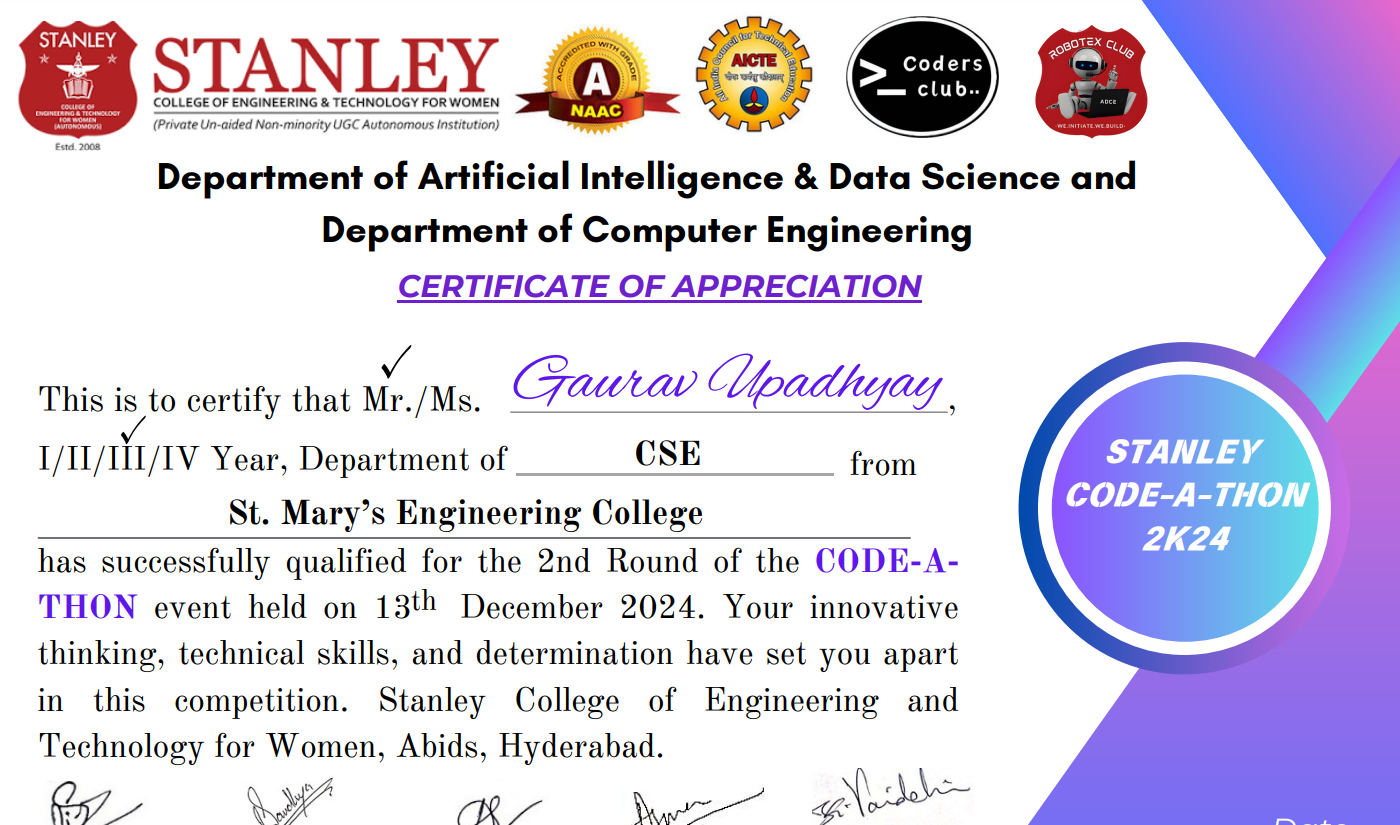 STANLEY
COLLEGE OF
ENGINEERING & TECHNOLOGY
FOR WOMEN
(AUTONOMOUS)
Estd. 2008
STANLEY
COLLEGE OF ENGINEERING & TECHNOLOGY FOR WOMEN
(Private Un-aided Non-minority UGC Autonomous Institution)
ACCREDITED WITH GRADE
A
NAAC
All India Council for Technical Education
AICTE
Coders
club..
ROBOTEX CLUB
ADCE
WE.INITIATE.WE.BUILD
Department of Artificial Intelligence & Data Science and
Department of Computer Engineering
CERTIFICATE OF APPRECIATION
This is to certify that Mr./Ms. Gaurav Upadhyay,
I/II/III/IV Year, Department of CSE from
St. Mary's Engineering College
has successfully qualified for the 2nd Round of the CODE-A-
THON event held on 13th December 2024. Your innovative
thinking, technical skills, and determination have set you apart
in this competition. Stanley College of Engineering and
Technology for Women, Abids, Hyderabad.
STANLEY
CODE-A-THON
2K24